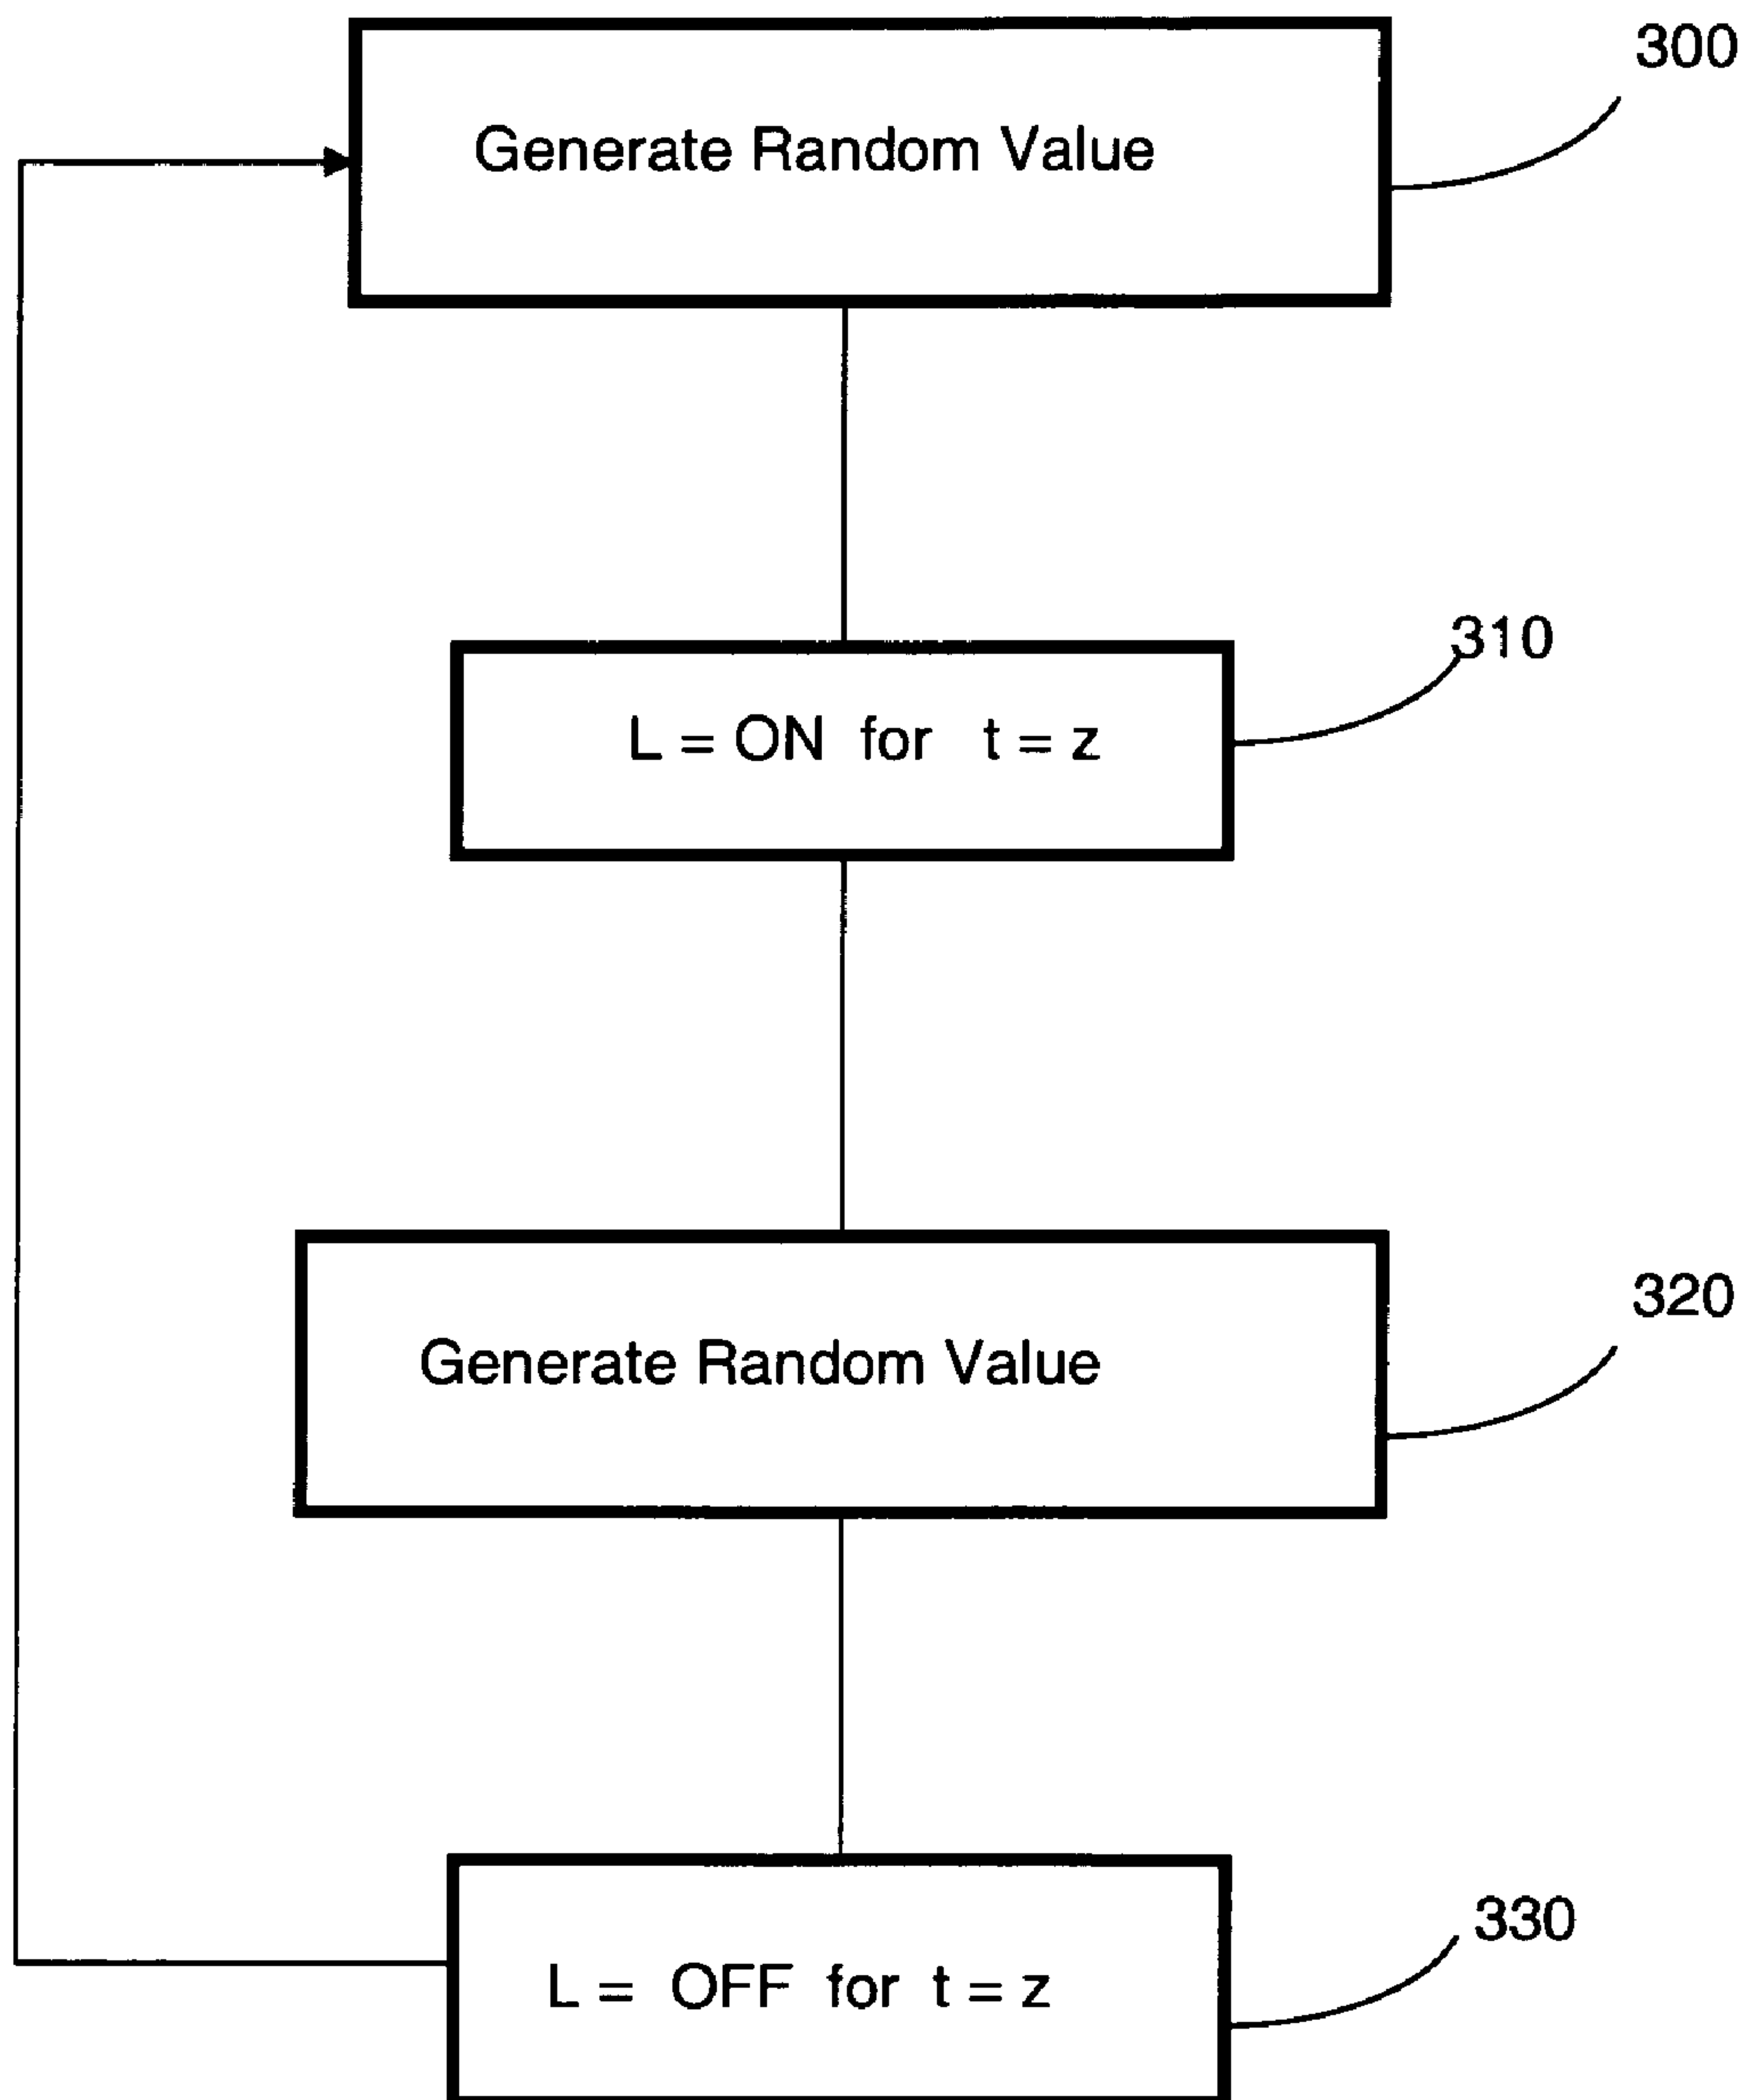 300
Generate Random Value
310
L = ON for t = z
320
Generate Random Value
330
L = OFF for t = z